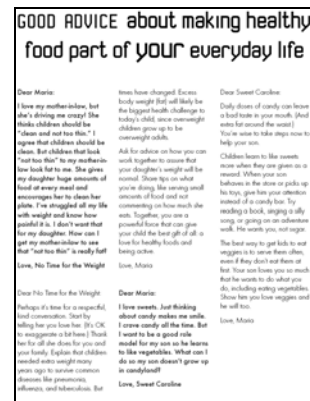 GOOD ADVICE about making healthy
food part of your everyday life
Dear Maria:
I love my mother-in-law, but
she's driving me crazy! She
thinks children should be
"clean and not too thin." I
agree that children should be
clean. But children that look
"not too thin" to my mother-in-
law look fat to me. She gives
my daughter huge amounts of
food at every meal and
encourages her to clean her
plate. I've struggled all my life
with weight and know how
painful it is. I don't want that
for my daughter. How can I
get my mother-in-law to see
that "not too thin" is really fat?
Love, No Time for the Weight
Dear No Time for the Weight:
Perhaps it's time for a respectful,
kind conversation. Start by
telling her you love her. (It's OK
to exaggerate a bit here.) Thank
her for all she does for you and
your family. Explain that children
needed extra weight many
years ago to survive common
diseases like pneumonia,
influenza, and tuberculosis. But
times have changed. Excess
body weight (fat) will likely be
the biggest health challenge to
today's child, since overweight
children grow up to be
overweight adults.
Ask for advice on how you can
work together to assure that
your daughter's weight will be
normal. Share tips on what
you're doing, like serving small
amounts of food and not
commenting on how much she
eats. Together, you are a
powerful force that can give
your child the best gift of all: a
love for healthy foods and
being active.
Love, Maria
Dear Maria:
I love sweets. Just thinking
about candy makes me smile.
I crave candy all the time. But
I want to be a good role
model for my son so he learns
to like vegetables. What can I
do so my son doesn't grow up
in candyland?
Love, Sweet Caroline
Dear Sweet Caroline:
Daily doses of candy can leave
a bad taste in your mouth. (And
extra fat around the waist.)
You're wise to take steps now to
help your son.
Children learn to like sweets
more when they are given as a
reward. When your son
behaves in the store or picks up
his toys, give him your attention
instead of a candy bar. Try
reading a book, singing a silly
song, or going on an adventure
walk. He wants you, not sugar.
The best way to get kids to eat
veggies is to serve them often,
even if they don't eat them at
first. Your son loves you so much
that he wants to do what you
do, including eating vegetables.
Show him you love veggies and
he will too.
Love, Maria